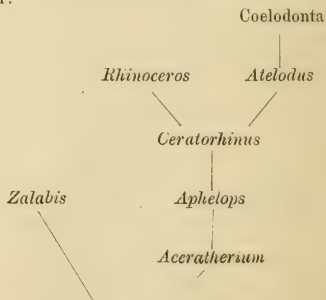 Coelodonta
Rhinoceros Atelodus
Ceratorhinus
Zalabis Aphelops
Aceratherium